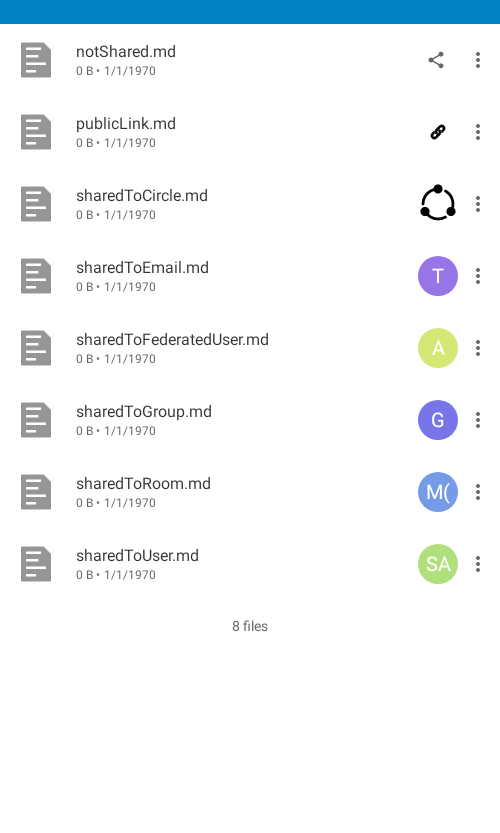 notShared.md
0 B • 1/1/1970
publicLink.md
0 B • 1/1/1970
sharedToCircle.md
0 B • 1/1/1970
sharedToEmail.md
0 B • 1/1/1970
T
sharedToFederatedUser.md
0 B • 1/1/1970
A
sharedToGroup.md
0 B • 1/1/1970
G
sharedToRoom.md
0 B • 1/1/1970
M(
sharedToUser.md
0 B • 1/1/1970
SA
8 files